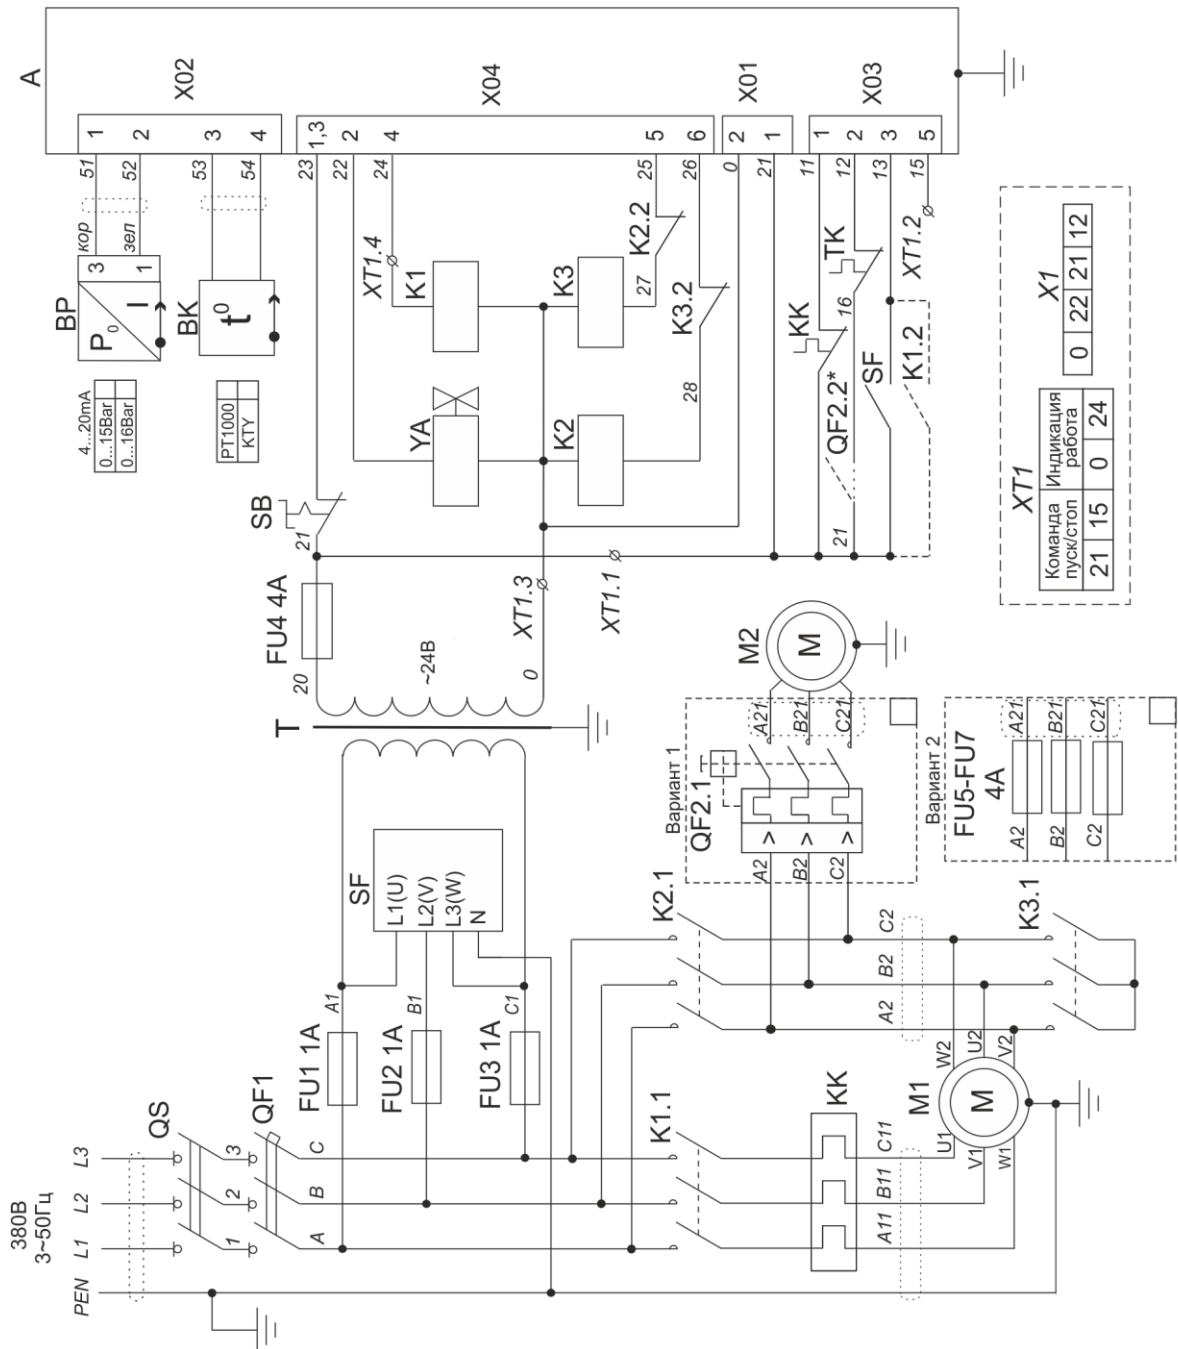 380В
3~50Гц
PEN
L1
L2
L3
QS
1
2
3
QF1
A
B
C
FU1 1A
FU2 1A
FU3 1A
A1
B1
C1
SF
L1(U)
L2(V)
L3(W)
N
T
20
~24В
0
FU4 4A
XT1.3
21
SB
XT1.1
4...20mA
0...15Bar
0...16Bar
PT1000
KTY
BP
P0
I
3
1
кор
зел
BK
t0
51
52
53
54
A
X02
1
2
3
4
X04
1,3
2
4
5
6
X01
2
1
X03
1
2
3
5
23
22
24
25
26
0
21
11
12
13
15
XT1.4
K1
K3
K2.2
27
K3.2
28
YA
K2
KK
TK
16
QF2.2*
21
SF
K1.2
XT1.2
XT1
Команда
пуск/стоп
Индикация
работа
21 15 0 24
X1
0 22 21 12
M2
M
Вариант 1
QF2.1
>
>
>
A2
B2
C2
A21
B21
C21
Вариант 2
FU5-FU7
4A
A2
B2
C2
A21
B21
C21
K1.1
K2.1
K3.1
KK
A11
B11
C11
A2
B2
C2
M1
M
U1
V1
W1
W2
U2
V2